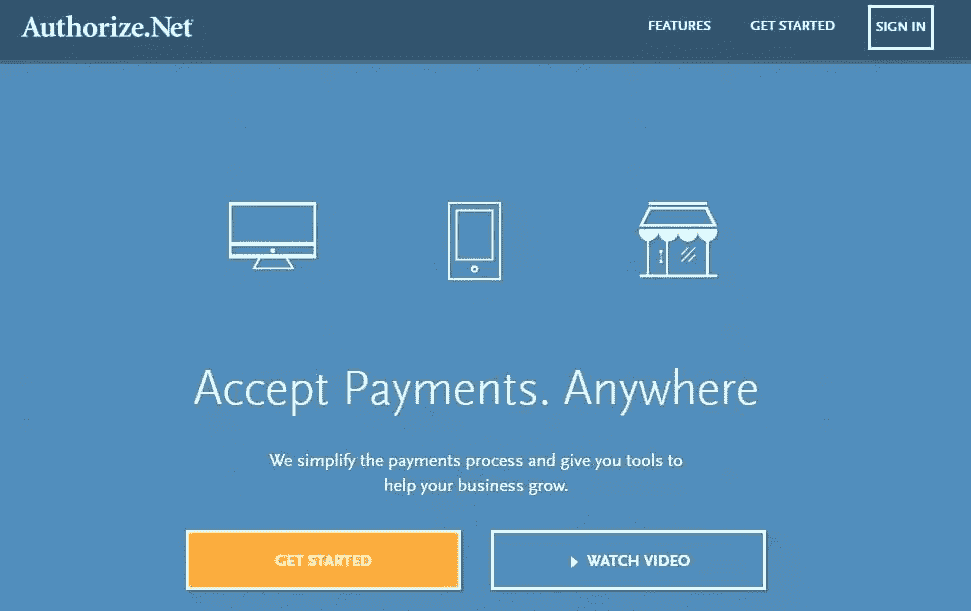 Authorize.Net
FEATURES
GET STARTED
SIGN IN
Accept Payments. Anywhere
We simplify the payments process and give you tools to
help your business grow.
GET STARTED
WATCH VIDEO